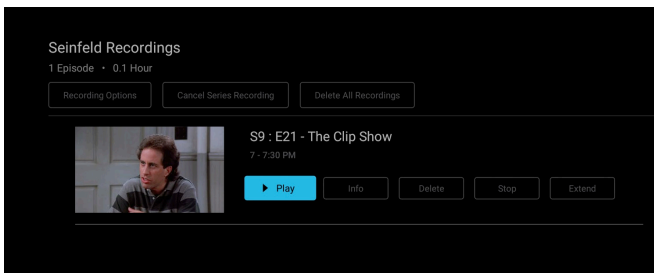 Seinfeld Recordings
1 Episode • 0.1 Hour
Recording Options Cancel Series Recording Delete All Recordings
S9 : E21 - The Clip Show
7 - 7:30 PM
Play Info Delete Stop Extend